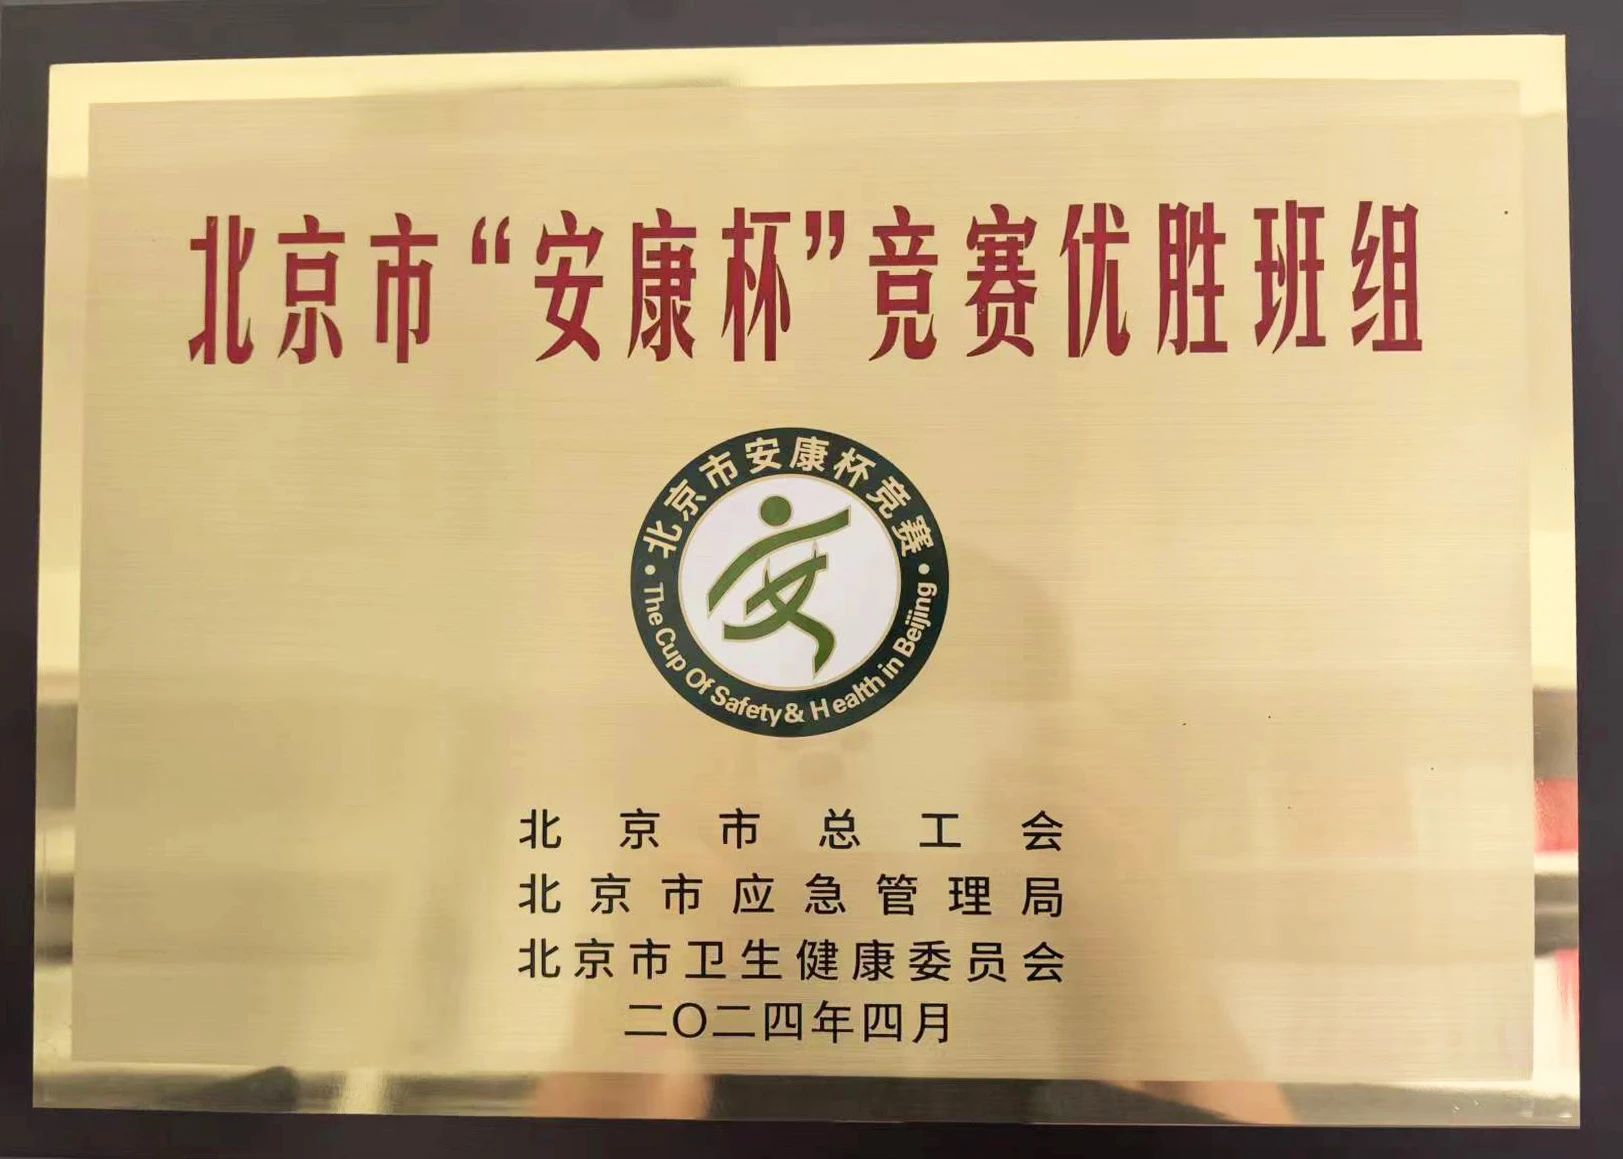 北京市“安康杯”竞赛优胜班组
·北京市安康杯竞赛·
The Cup Of Safety & Health in Beijing
北京市总工会
北京市应急管理局
北京市卫生健康委员会
二〇二四年四月